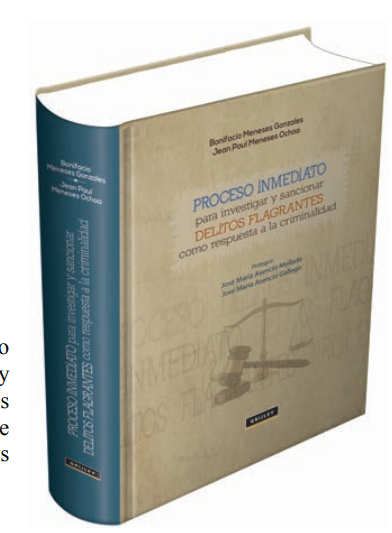 Bonifacio Meneses Gonzales
Jean Paul Meneses Ochoa
PROCESO INMEDIATO
para investigar y sancionar
DELITOS FLAGRANTES
como respuesta a la criminalidad
Prólogos:
José María Asencio Mellado
José María Asencio Gallego
GRIJLEY
Bonifacio
Meneses Gonzales
Jean Paul
Meneses Ochoa
PROCESO INMEDIATO para investigar y sancionar
DELITOS FLAGRANTES como respuesta a la criminalidad
GRIJLEY
o
y
s
e
s